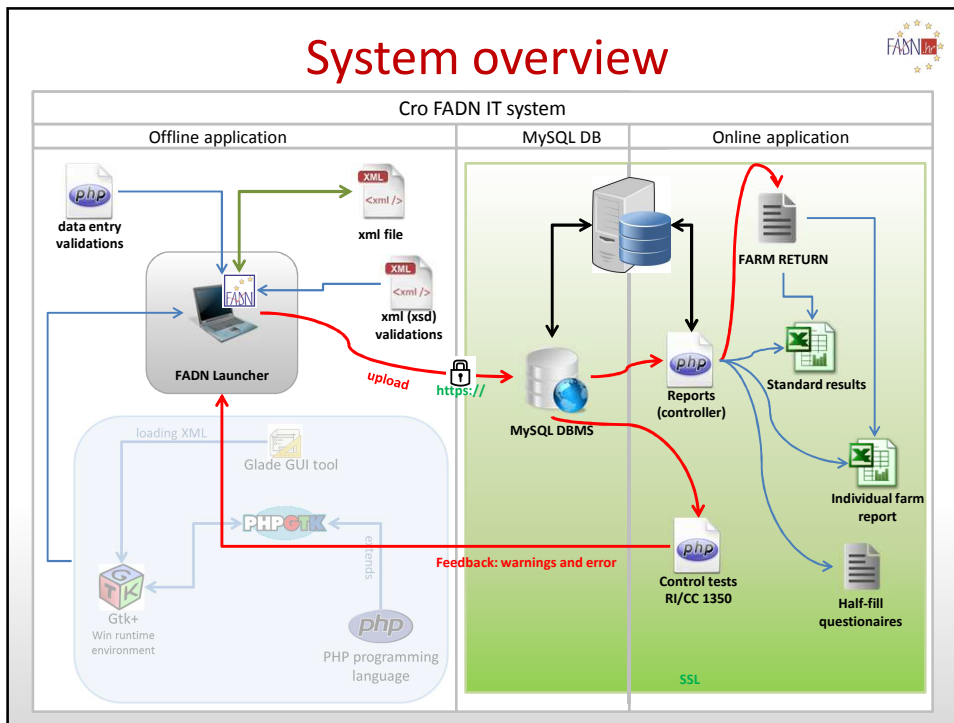 System overview
FADN hr
Cro FADN IT system
Offline application
MySQL DB
Online application
php
data entry
validations
XML
<xml />
xml file
XML
<xml />
xml (xsd)
validations
FADN
FADN Launcher
upload
https://
MySQL DBMS
php
Reports
(controller)
FARM RETURN
Standard results
Individual farm
report
Half-fill
questionaires
php
Control tests
RI/CC 1350
Feedback: warnings and error
SSL
loading XML
Glade GUI tool
PHPGTK
extends
GTK
Gtk+
Win runtime
environment
php
PHP programming
language